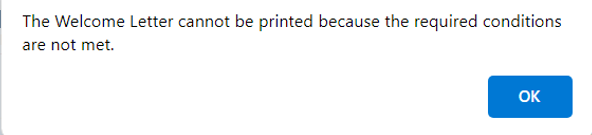 The Welcome Letter cannot be printed because the required conditions
are not met.
OK